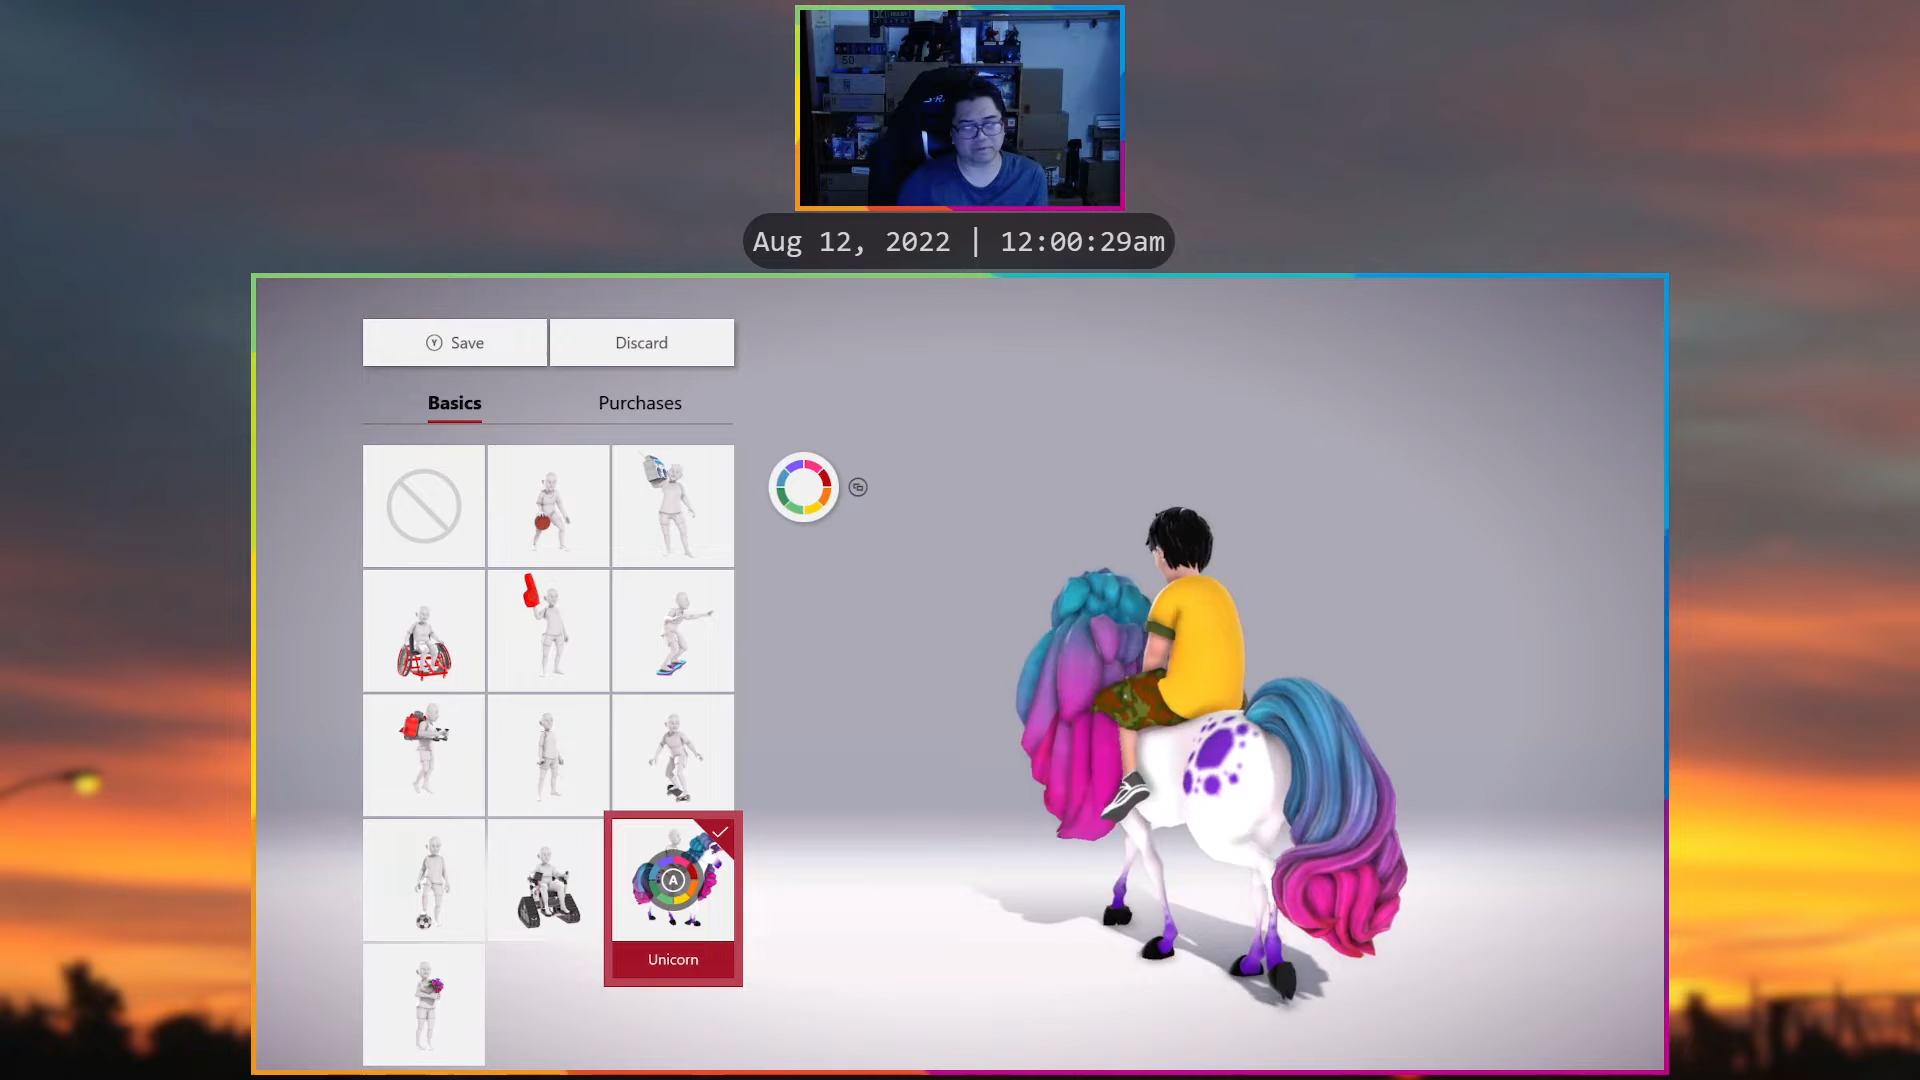 Aug 12, 2022 | 12:00:29am
Y Save
Discard
Basics
Purchases
A
Unicorn